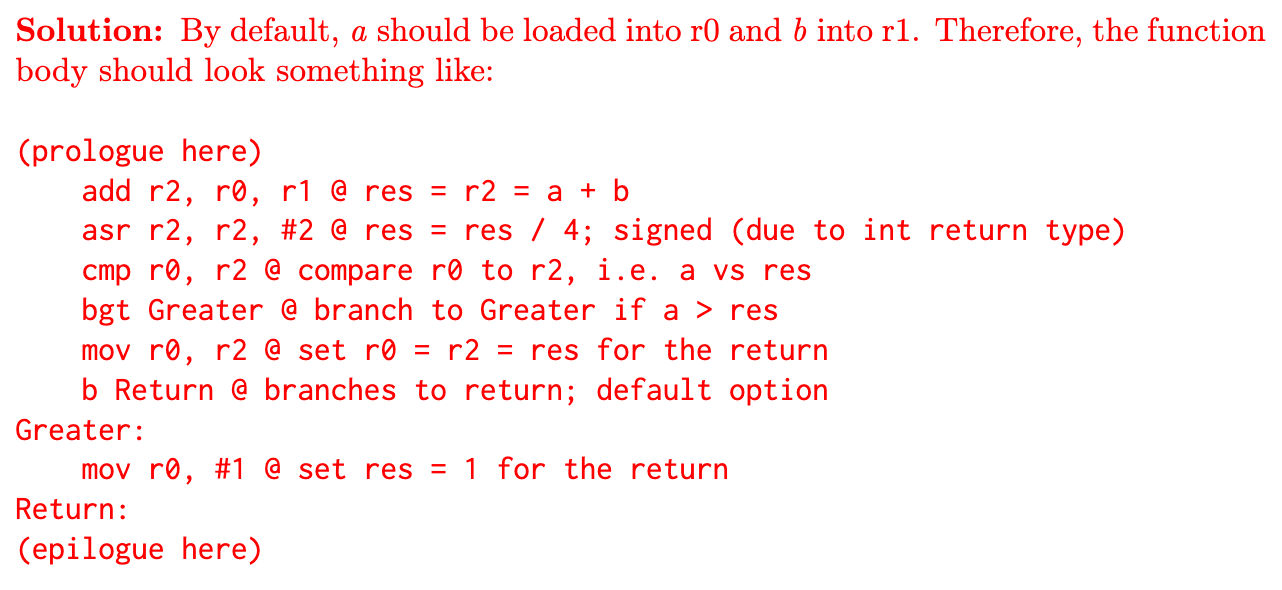 Solution: By default, a should be loaded into r0 and b into r1. Therefore, the function
body should look something like:
(prologue here)
    add r2, r0, r1 @ res = r2 = a + b
    asr r2, r2, #2 @ res = res / 4; signed (due to int return type)
    cmp r0, r2 @ compare r0 to r2, i.e. a vs res
    bgt Greater @ branch to Greater if a > res
    mov r0, r2 @ set r0 = r2 = res for the return
    b Return @ branches to return; default option
Greater:
    mov r0, #1 @ set res = 1 for the return
Return:
(epilogue here)